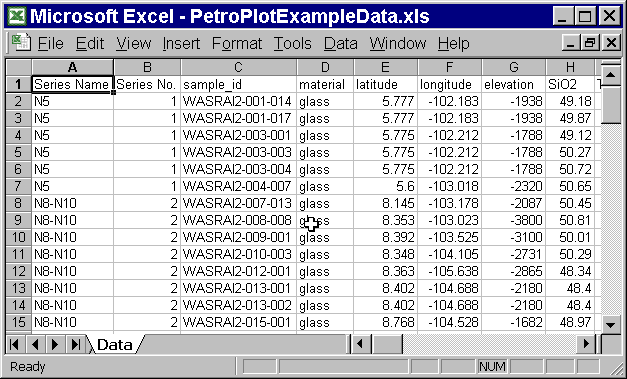 Microsoft Excel - PetroPlotExampleData.xls
File Edit View Insert Format Tools Data Window Help
A B C D E F G H
1 Series Name Series No. sample_id material latitude longitude elevation SiO2 T
2 N5 1 WASRAI2-001-014 glass 5.777 -102.183 -1938 49.18
3 N5 1 WASRAI2-001-017 glass 5.777 -102.183 -1938 49.87
4 N5 1 WASRAI2-003-001 glass 5.775 -102.212 -1788 49.12
5 N5 1 WASRAI2-003-003 glass 5.775 -102.212 -1788 50.27
6 N5 1 WASRAI2-003-004 glass 5.775 -102.212 -1788 50.72
7 N5 1 WASRAI2-004-007 glass 5.6 -103.018 -2320 50.65
8 N8-N10 2 WASRAI2-007-013 glass 8.145 -103.178 -2087 50.45
9 N8-N10 2 WASRAI2-008-008 glass 8.353 -103.023 -3800 50.81
10 N8-N10 2 WASRAI2-009-001 glass 8.392 -103.525 -3100 50.01
11 N8-N10 2 WASRAI2-010-003 glass 8.348 -104.105 -2731 50.29
12 N8-N10 2 WASRAI2-012-001 glass 8.363 -105.638 -2865 48.34
13 N8-N10 2 WASRAI2-013-001 glass 8.402 -104.688 -2180 48.4
14 N8-N10 2 WASRAI2-013-002 glass 8.402 -104.688 -2180 48.4
15 N8-N10 2 WASRAI2-015-001 glass 8.768 -104.528 -1682 48.97
Data
Ready NUM